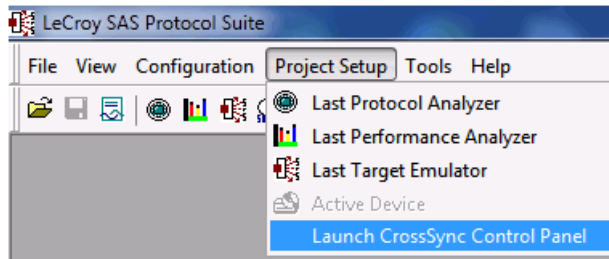 LeCroy SAS Protocol Suite
File View Configuration Project Setup Tools Help
Last Protocol Analyzer
Last Performance Analyzer
Last Target Emulator
Active Device
Launch CrossSync Control Panel